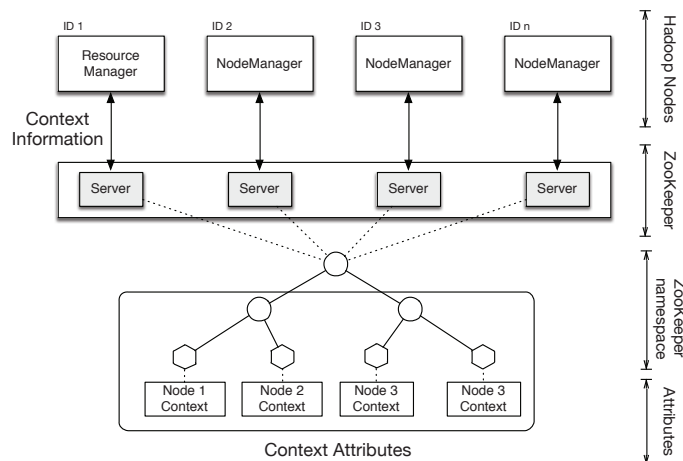 ID 1
ID 2
ID 3
ID n
Resource
Manager
NodeManager
NodeManager
NodeManager
Hadoop Nodes
Context
Information
Server
Server
Server
Server
ZooKeeper
ZooKeeper
namespace
Node 1
Context
Node 2
Context
Node 3
Context
Node 3
Context
Attributes
Context Attributes